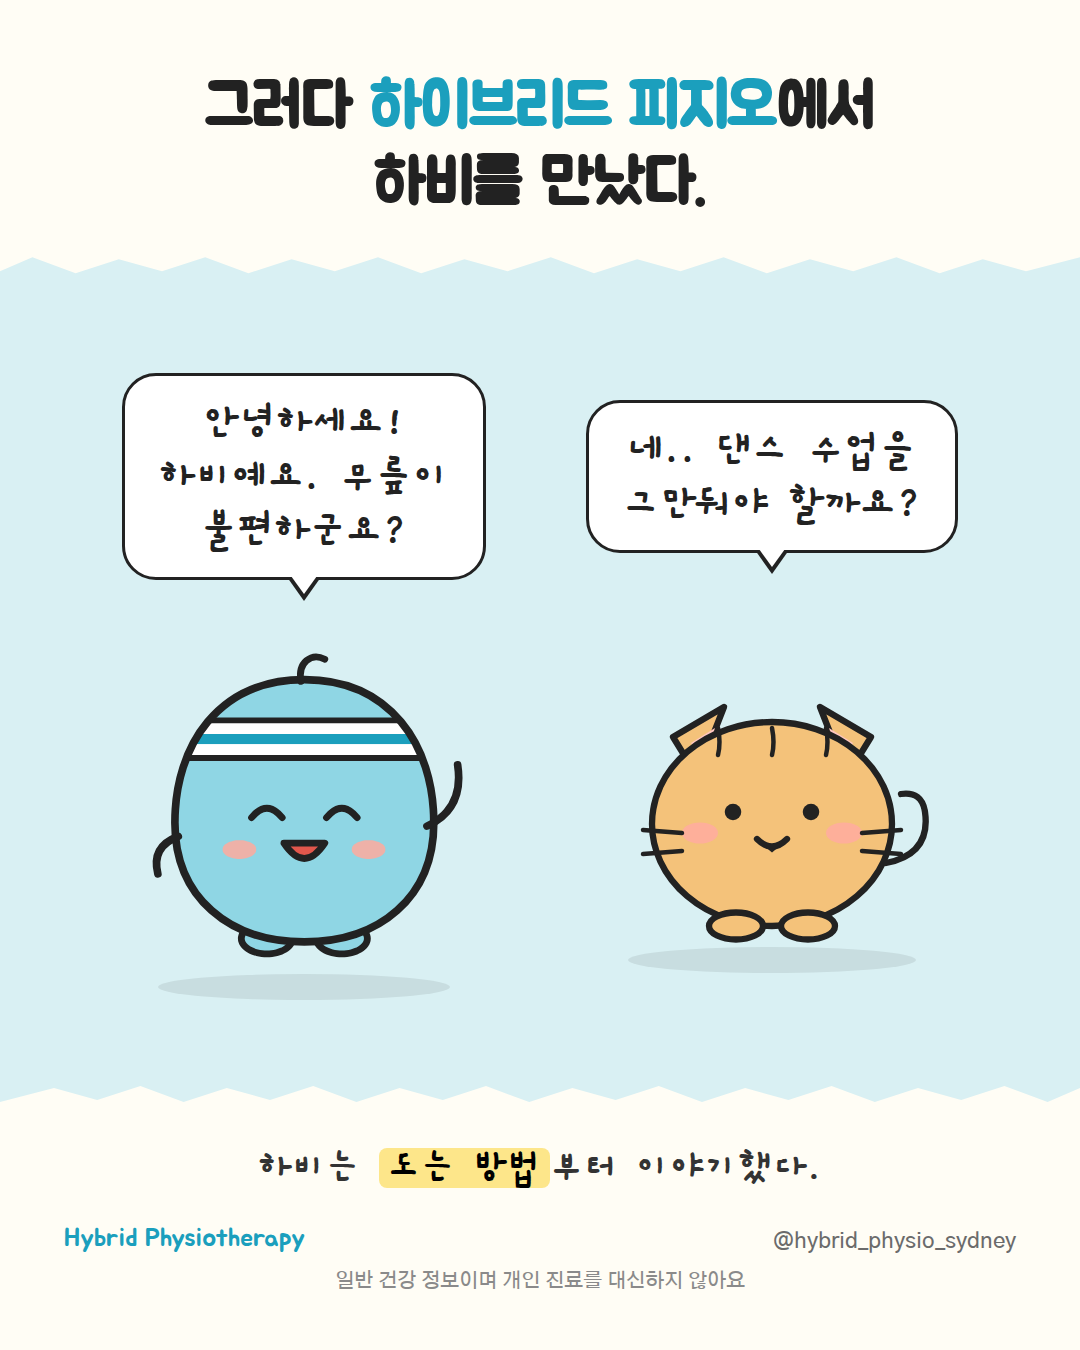 그러다 하이브리드 피지오에서
하비를 만났다.
안녕하세요!
하비예요. 무릎이
불편하군요?
네.. 댄스 수업을
그만둬야 할까요?
하비는 도는 방법부터 이야기했다.
Hybrid Physiotherapy
@hybrid_physio_sydney
일반 건강 정보이며 개인 진료를 대신하지 않아요